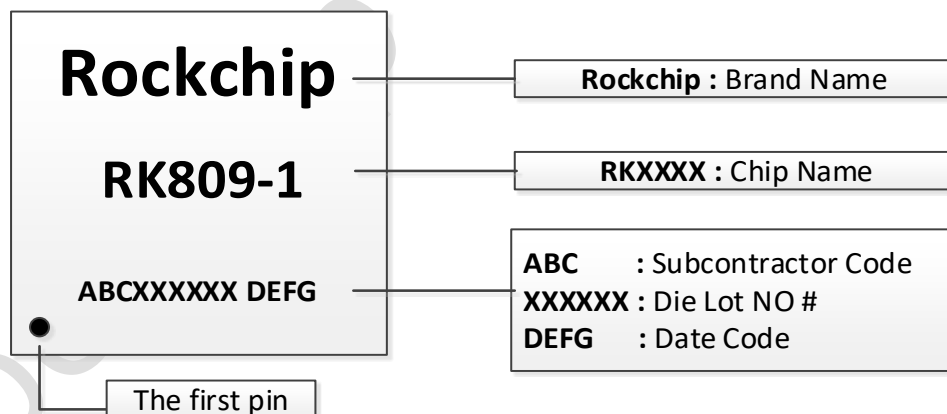 Rockchip
Rockchip : Brand Name
RK809-1
RKXXXX : Chip Name
ABCXXXXXX DEFG
ABC : Subcontractor Code
XXXXXX : Die Lot NO #
DEFG : Date Code
The first pin